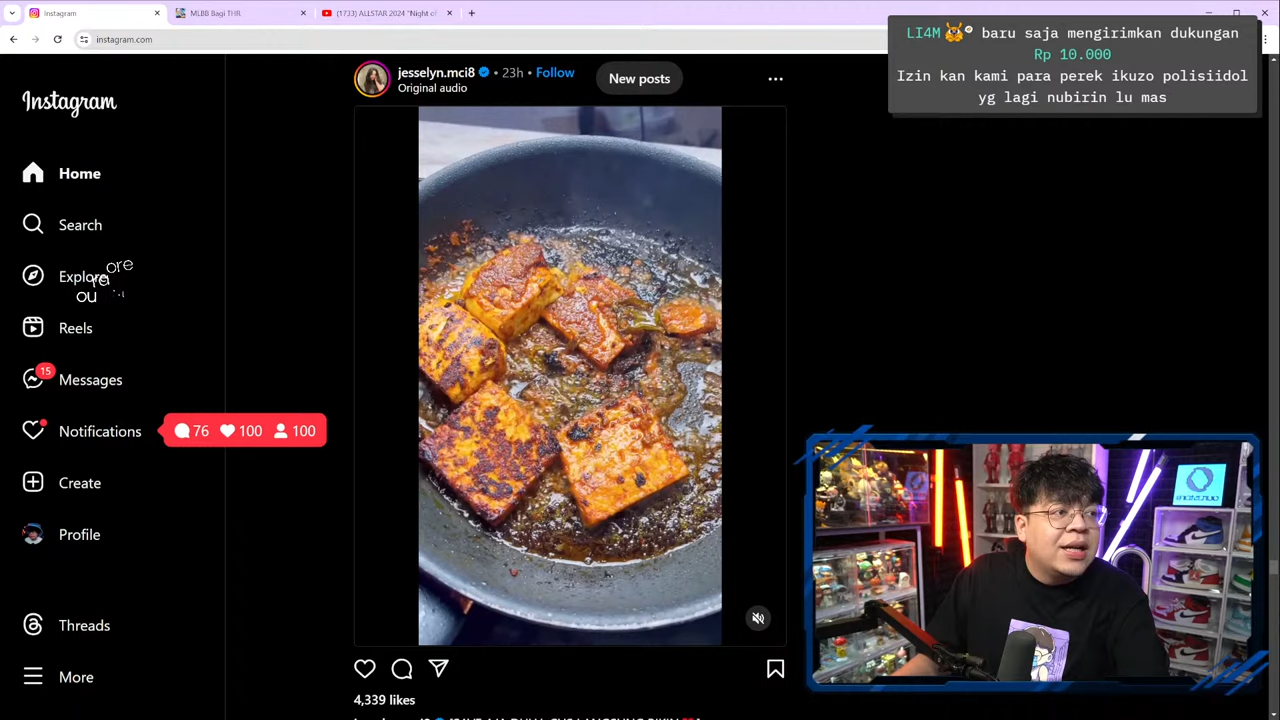 Instagram
MLBB Bagi THR
(1733) ALLSTAR 2024 "Night of
instagram.com
LI4M baru saja mengirimkan dukungan
Rp 10.000
Izin kan kami para perek ikuzo polisiidol
yg lagi nubirin lu mas
Instagram
jesselyn.mci8 • 23h • Follow
Original audio
New posts
Home
Search
Explore
ore
ra
ou
Reels
15
Messages
Notifications
76 100 100
Create
Profile
Threads
More
4,339 likes